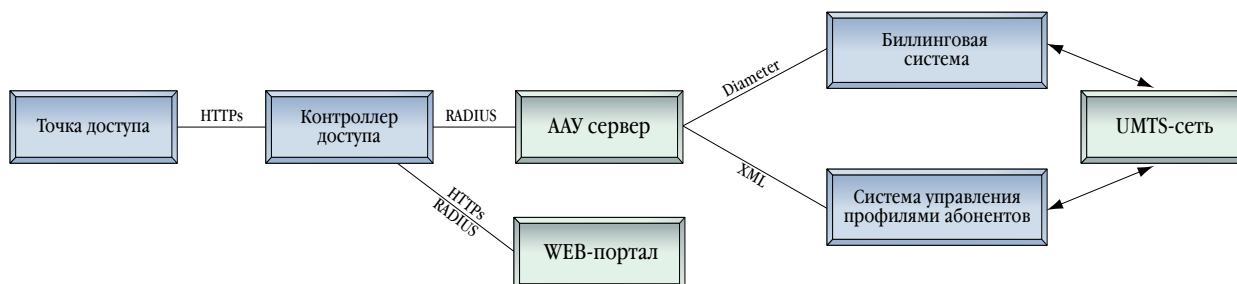 Биллинговая
система
Diameter
Точка доступа
HTTPs
Контроллер
доступа
RADIUS
ААУ сервер
UMTS-сеть
XML
HTTPs
RADIUS
Система управления
профилями абонентов
WEB-портал